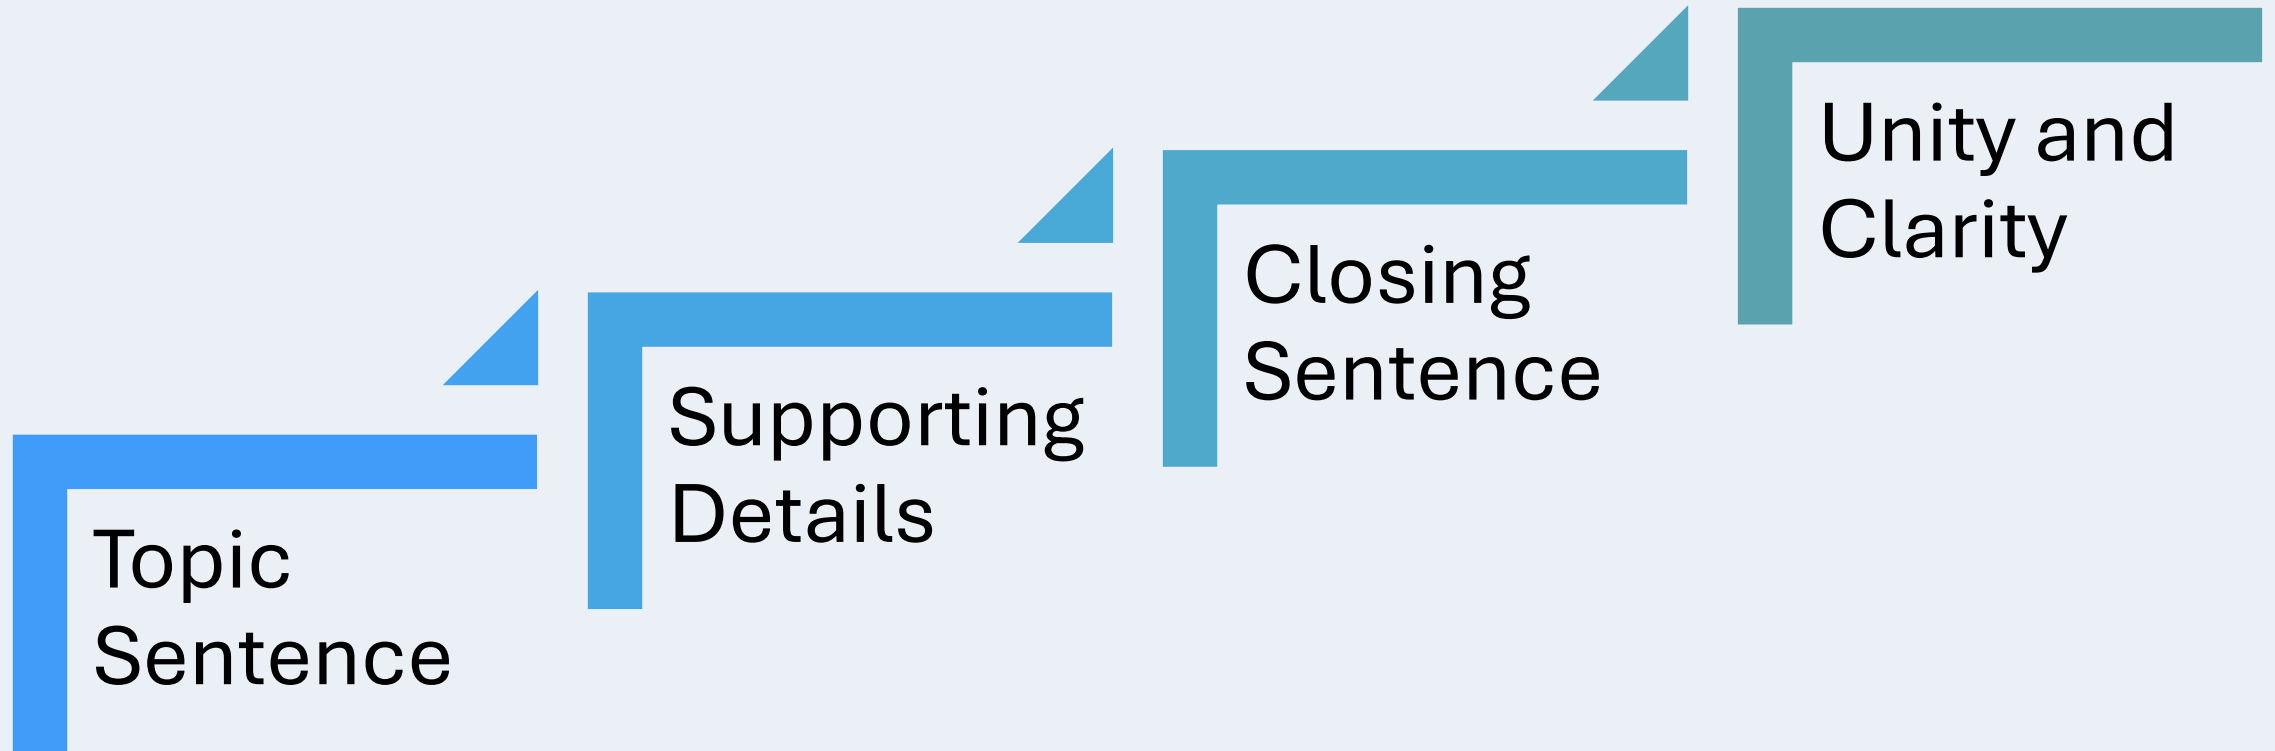 Topic
Sentence
Supporting
Details
Closing
Sentence
Unity and
Clarity